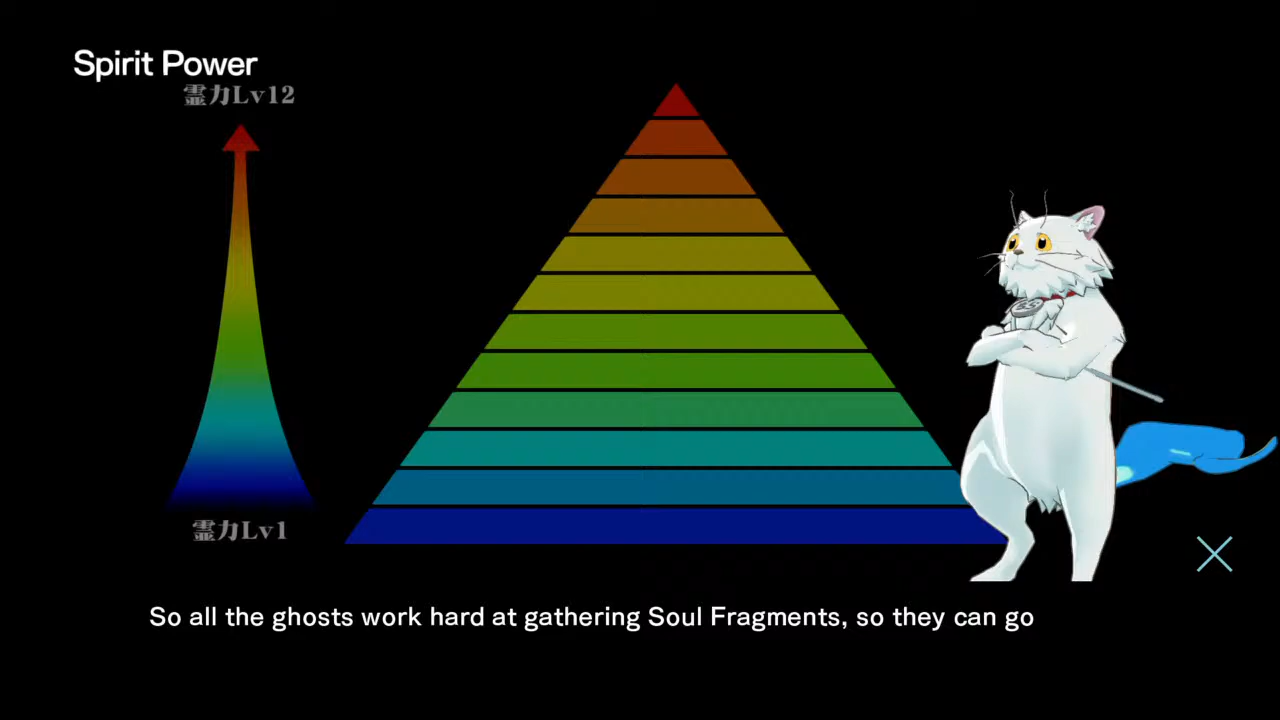 Spirit Power
霊力Lv12
霊力Lv1
So all the ghosts work hard at gathering Soul Fragments, so they can go